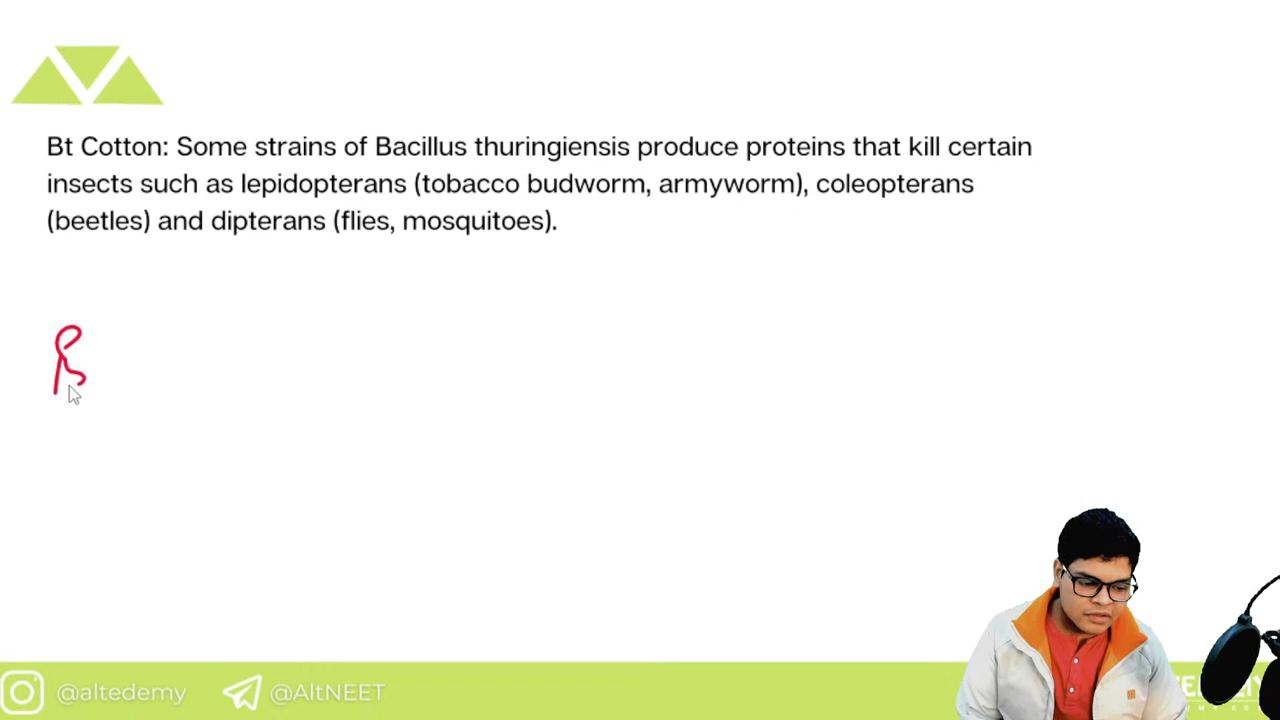 Bt Cotton: Some strains of Bacillus thuringiensis produce proteins that kill certain
insects such as lepidopterans (tobacco budworm, armyworm), coleopterans
(beetles) and dipterans (flies, mosquitoes).
@altedemy @AltNEET